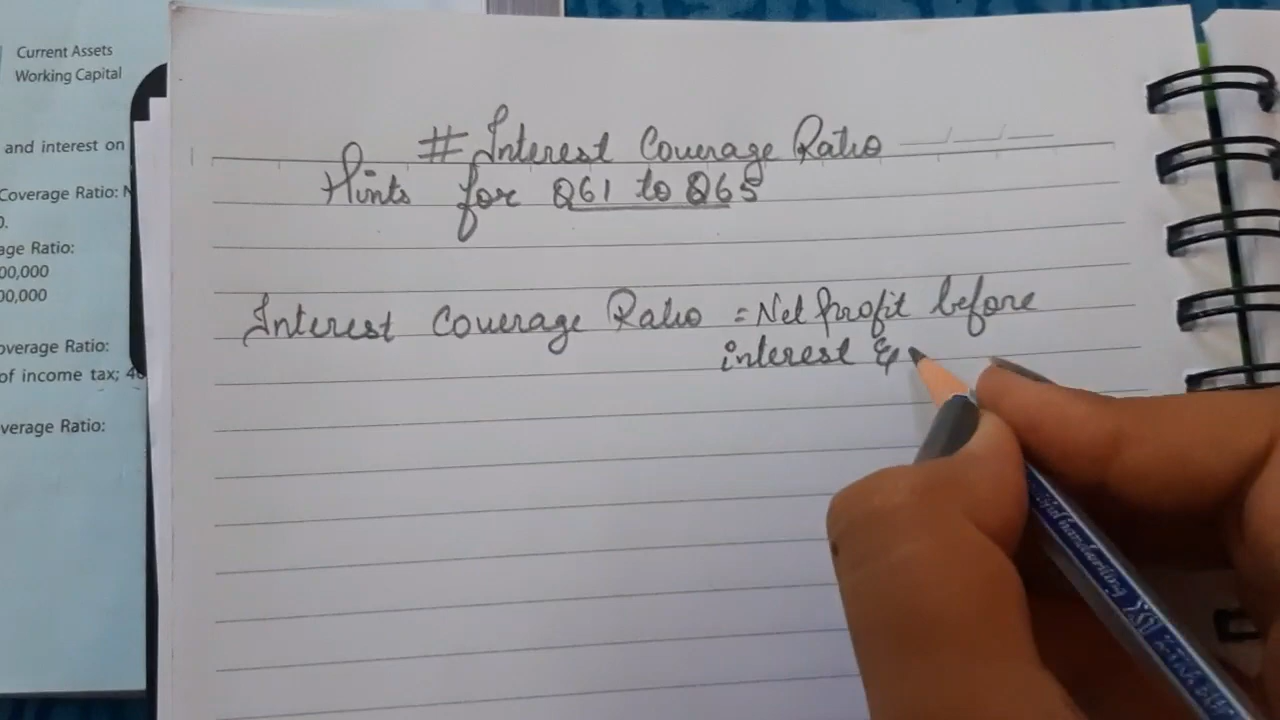 Current Assets
Working Capital
and interest on
Coverage Ratio:
age Ratio:
00,000
00,000
overage Ratio:
of income tax;
verage Ratio:
# Interest Coverage Ratio
Hints for Q61 to Q65
Interest Coverage Ratio = Net Profit before
interest &
handwriting